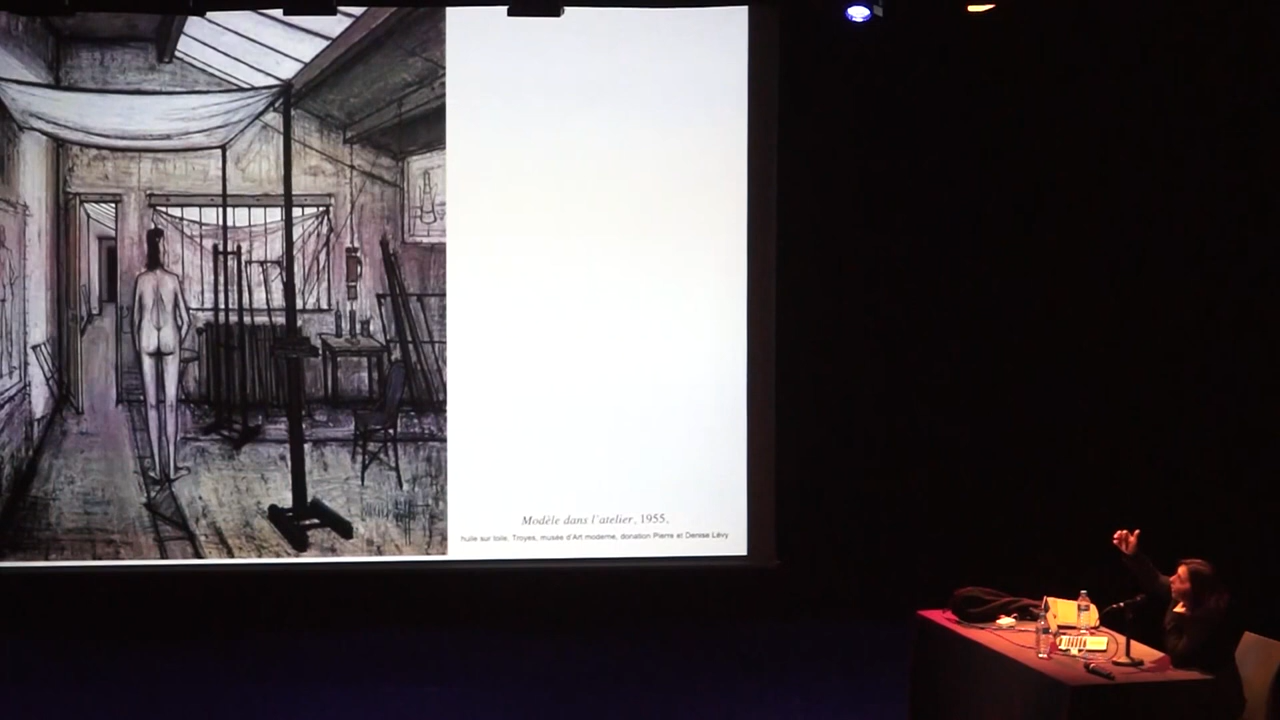 Modèle dans l'atelier, 1955,
huile sur toile, Troyes, musée d'Art moderne, donation Pierre et Denise Lévy